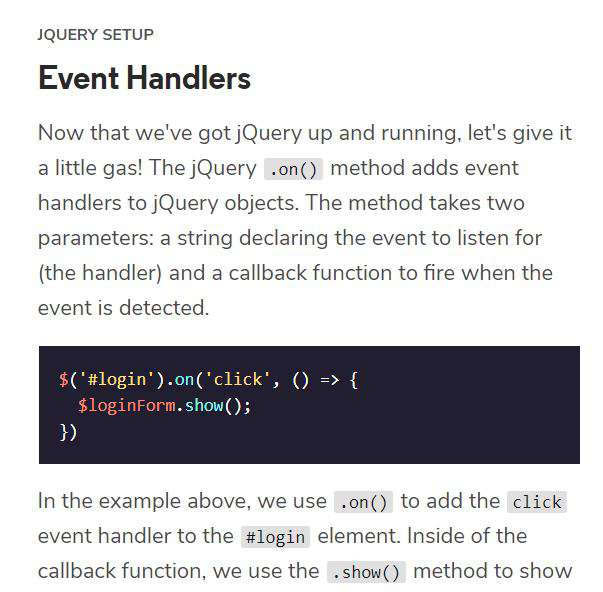 JQUERY SETUP
Event Handlers
Now that we've got jQuery up and running, let's give it
a little gas! The jQuery .on() method adds event
handlers to jQuery objects. The method takes two
parameters: a string declaring the event to listen for
(the handler) and a callback function to fire when the
event is detected.
$('#login').on('click', () => {
  $loginForm.show();
})
In the example above, we use .on() to add the click
event handler to the #login element. Inside of the
callback function, we use the .show() method to show